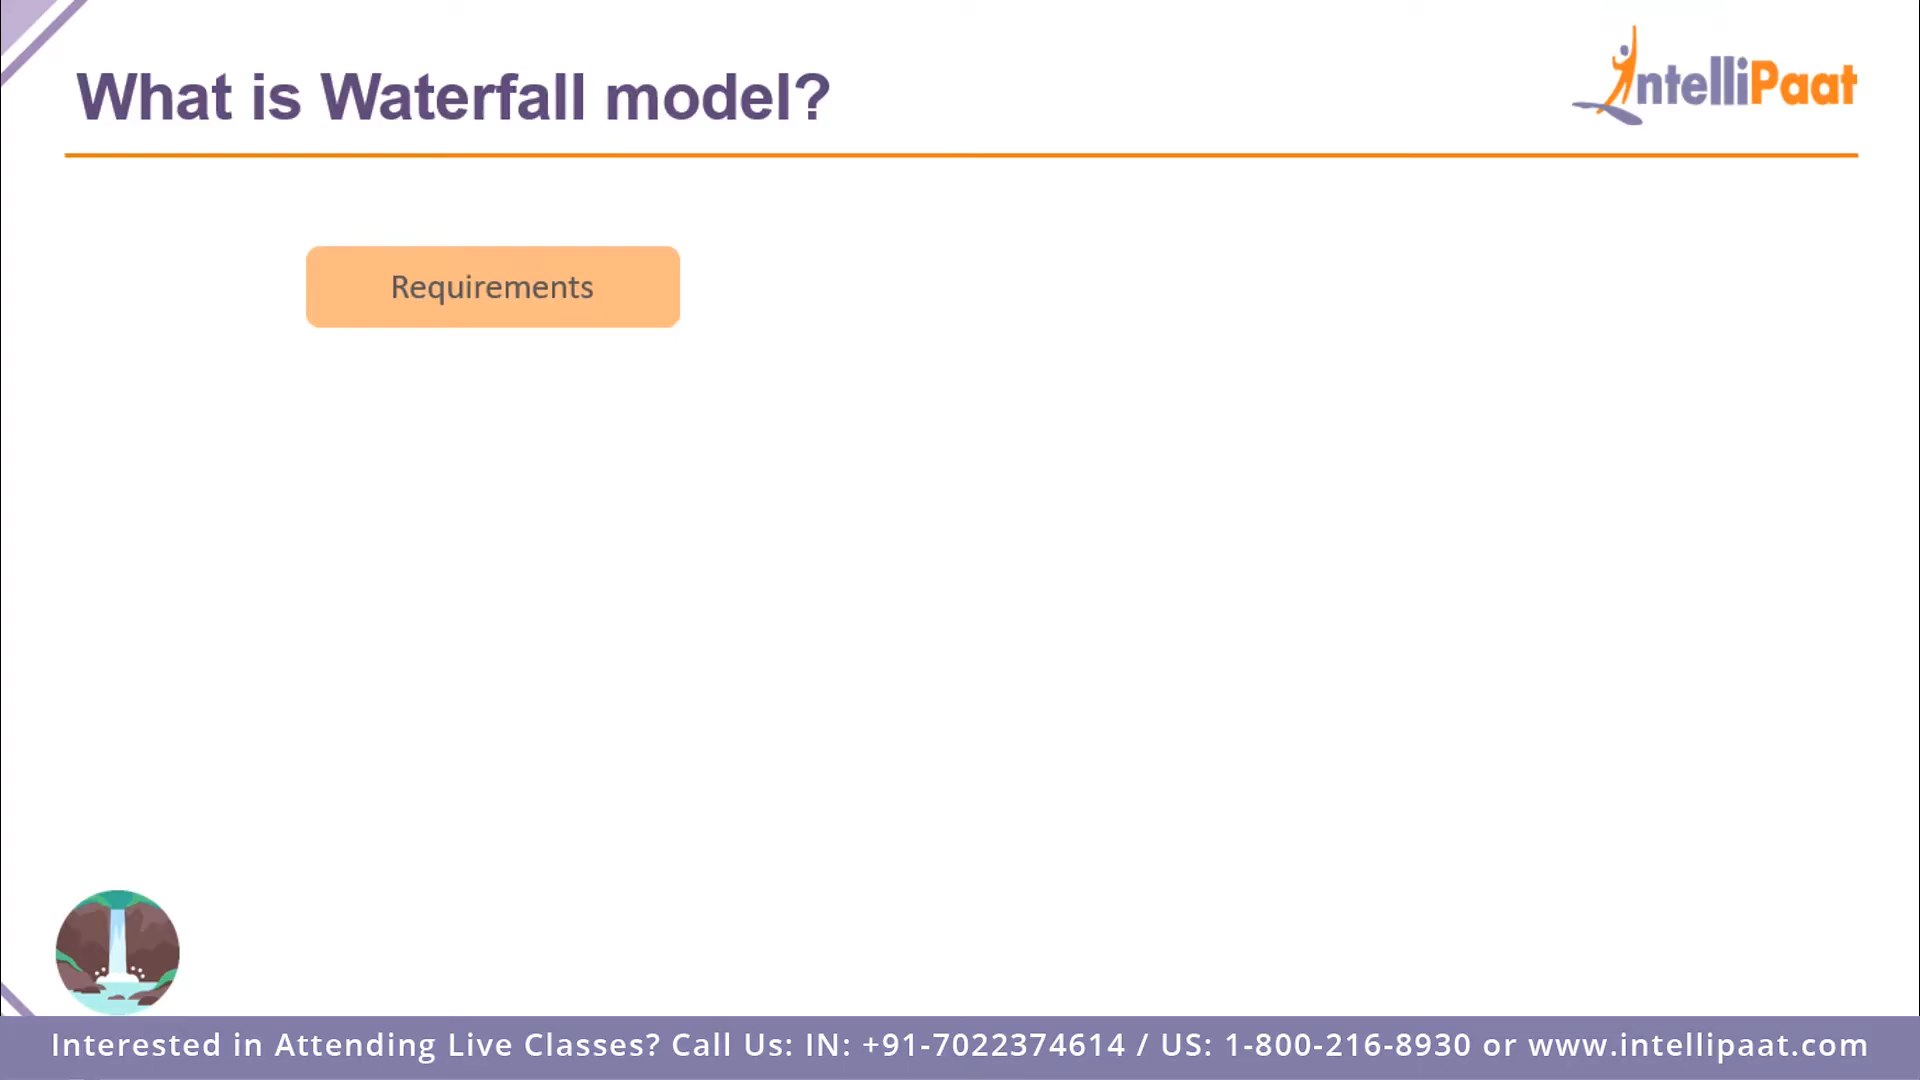 What is Waterfall model?
IntelliPaat
Requirements
Interested in Attending Live Classes? Call Us: IN: +91-7022374614 / US: 1-800-216-8930 or www.intellipaat.com